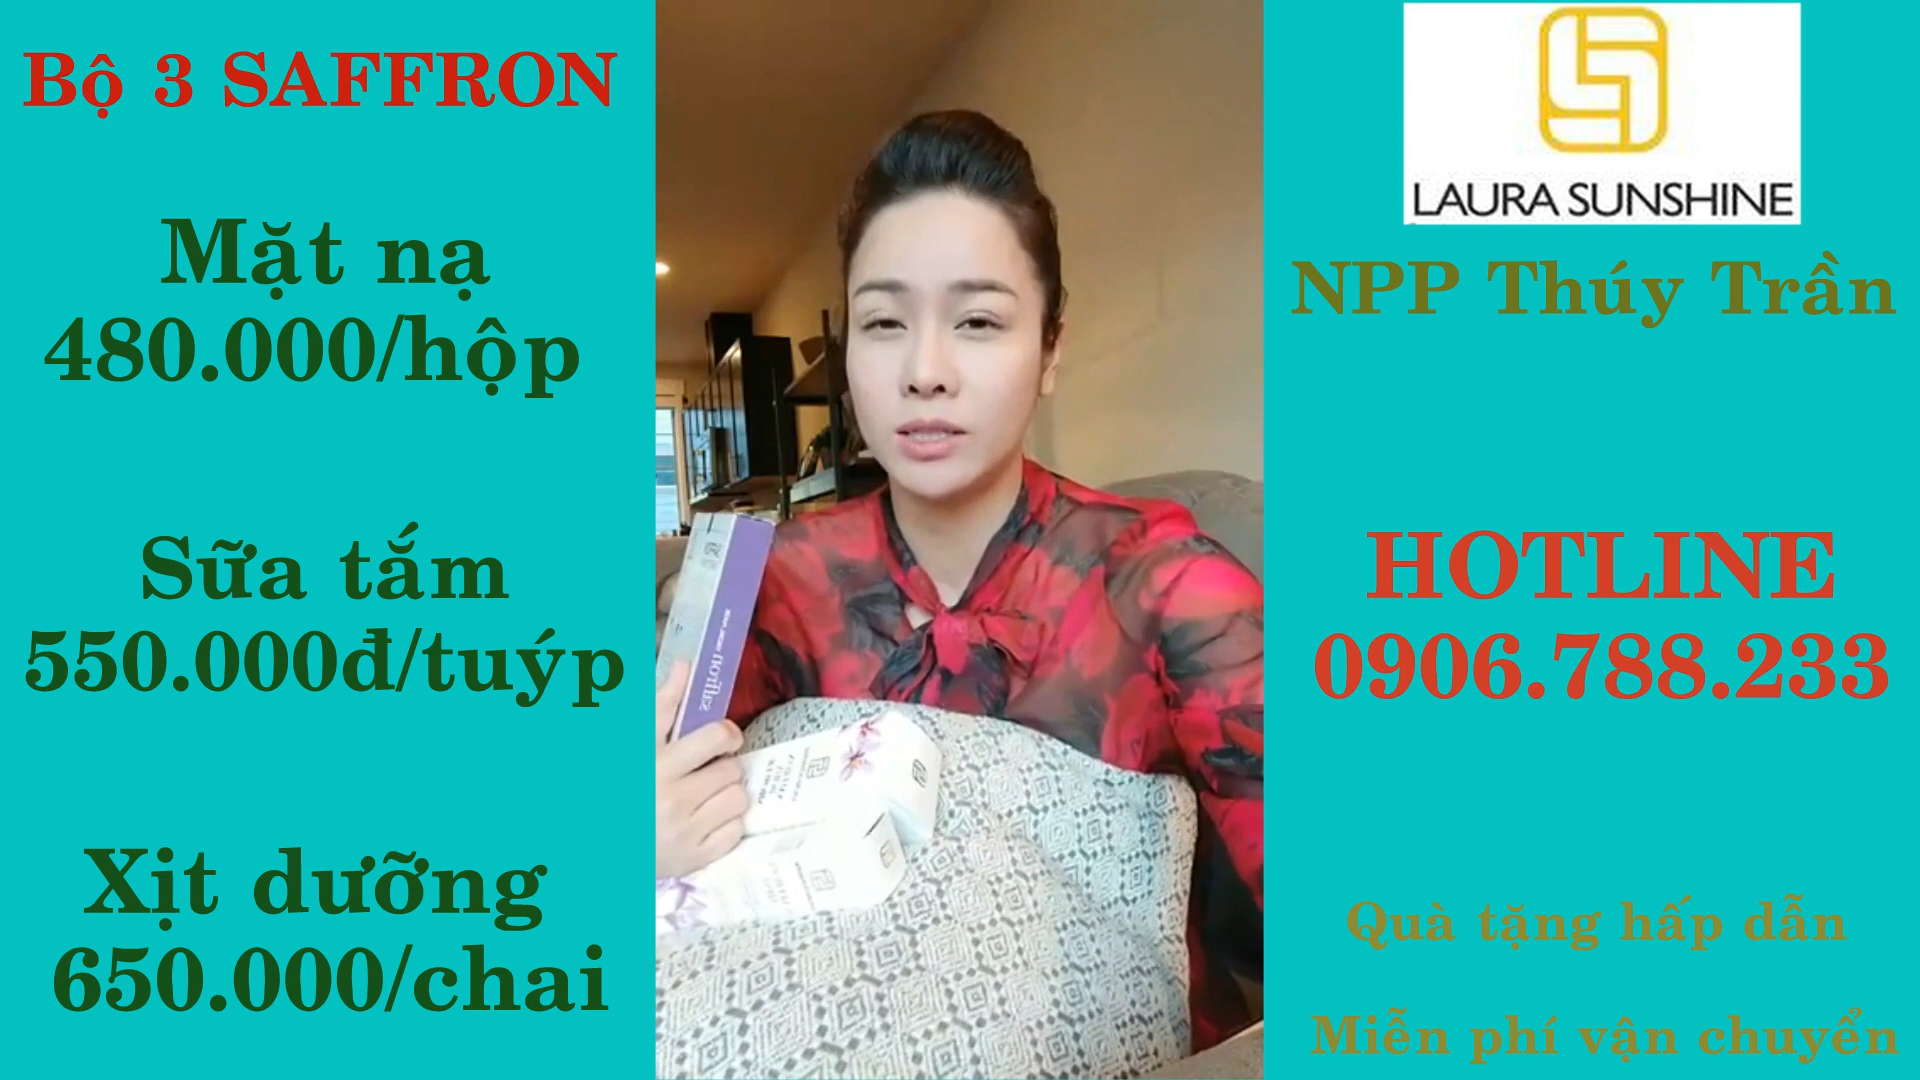 Bộ 3 SAFFRON
Mặt nạ
480.000/hộp
Sữa tắm
550.000đ/tuýp
Xịt dưỡng
650.000/chai
LAURA SUNSHINE
NPP Thúy Trần
HOTLINE
0906.788.233
Quà tặng hấp dẫn
Miễn phí vận chuyển